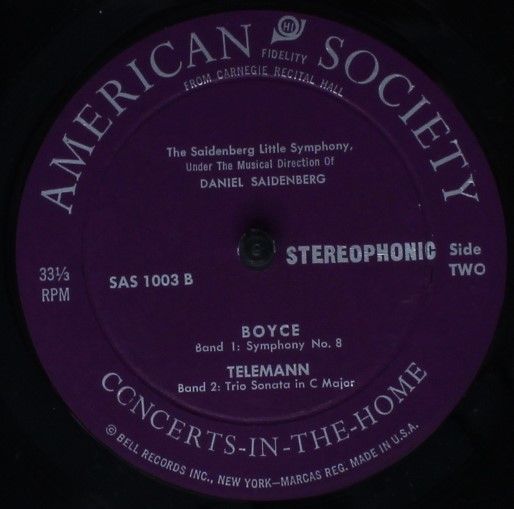 AMERICAN SOCIETY
HI
FIDELITY
FROM CARNEGIE RECITAL HALL
The Saidenberg Little Symphony,
Under The Musical Direction Of
DANIEL SAIDENBERG
STEREOPHONIC
Side
TWO
33⅓
RPM
SAS 1003 B
BOYCE
Band 1: Symphony No. 8
TELEMANN
Band 2: Trio Sonata in C Major
CONCERTS-IN-THE-HOME
© BELL RECORDS INC., NEW YORK—MARCAS REG. MADE IN U.S.A.